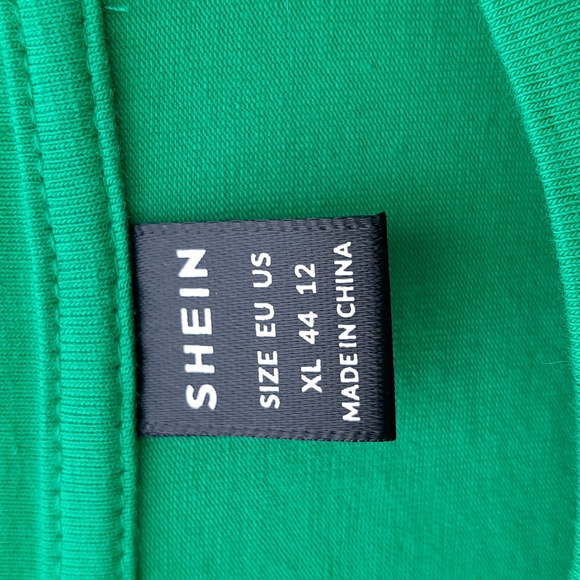 SHEIN
SIZE EU US
XL 44 12
MADE IN CHINA